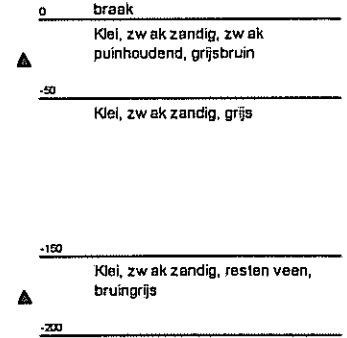 0 braak
Klei, zwak zandig, zwak
puinhoudend, grijsbruin
-50
Klei, zwak zandig, grijs
-150
Klei, zwak zandig, resten veen,
bruingrijs
-200